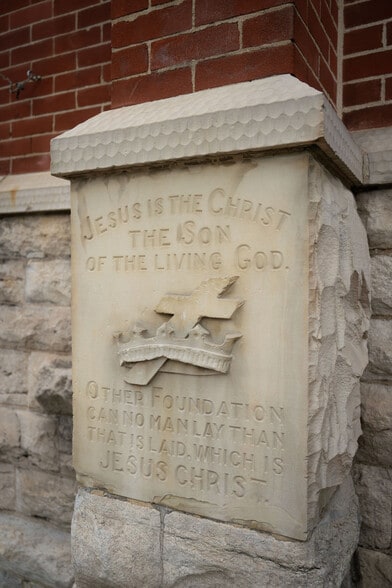 JESUS IS THE CHRIST
THE SON
OF THE LIVING GOD.
OTHER FOUNDATION
CAN NO MAN LAY THAN
THAT IS LAID, WHICH IS
JESUS CHRIST.